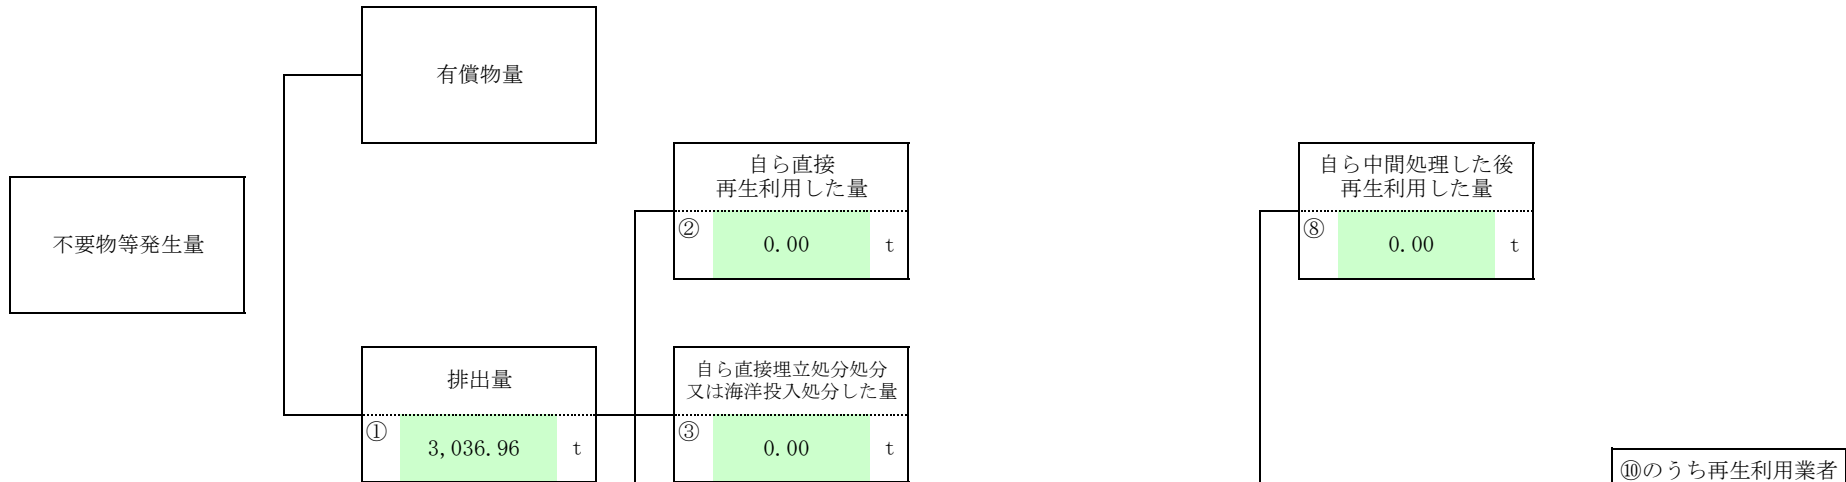 有償物量
自ら直接
再生利用した量
②
0.00
t
自ら中間処理した後
再生利用した量
⑧
0.00
t
不要物等発生量
排出量
①
3,036.96
t
自ら直接埋立処分処分
又は海洋投入処分した量
③
0.00
t
⑩のうち再生利用業者